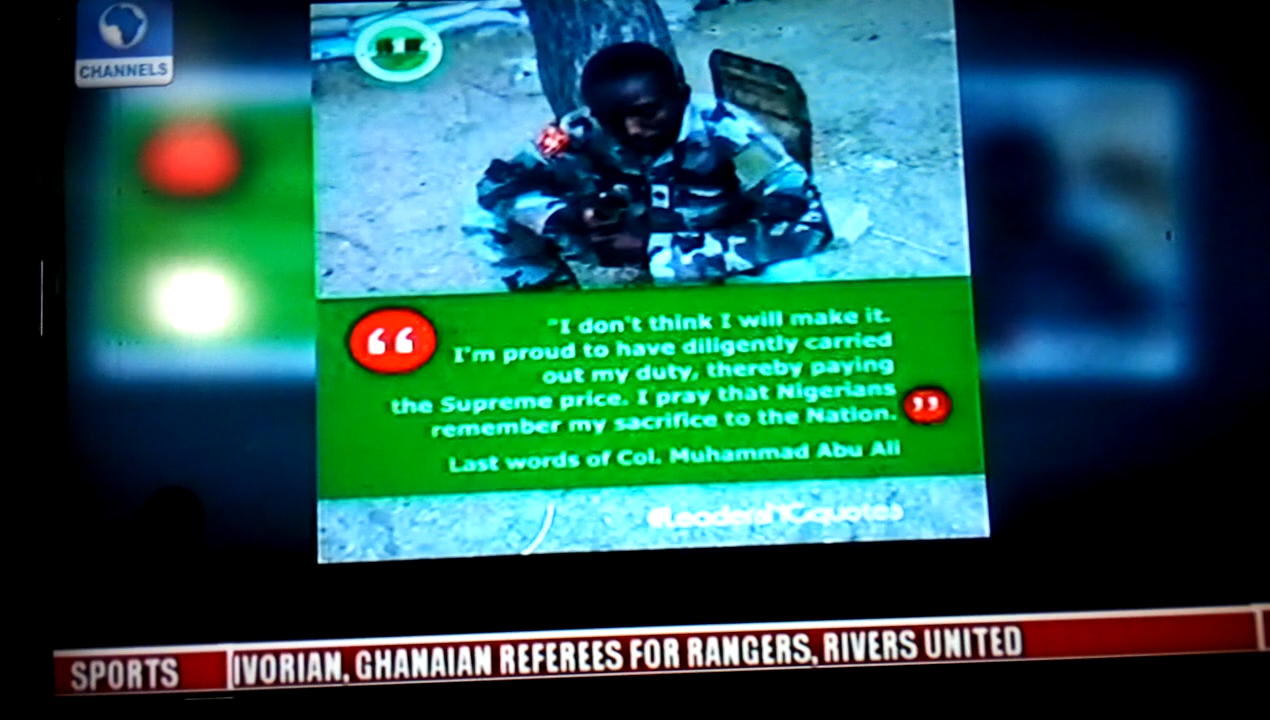 CHANNELS
"I don't think I will make it.
I'm proud to have diligently carried
out my duty, thereby paying
the Supreme price. I pray that Nigerians
remember my sacrifice to the Nation.
Last words of Col. Muhammad Abu Ali
#LeadersNGquotes
SPORTS IVORIAN, GHANAIAN REFEREES FOR RANGERS, RIVERS UNITED